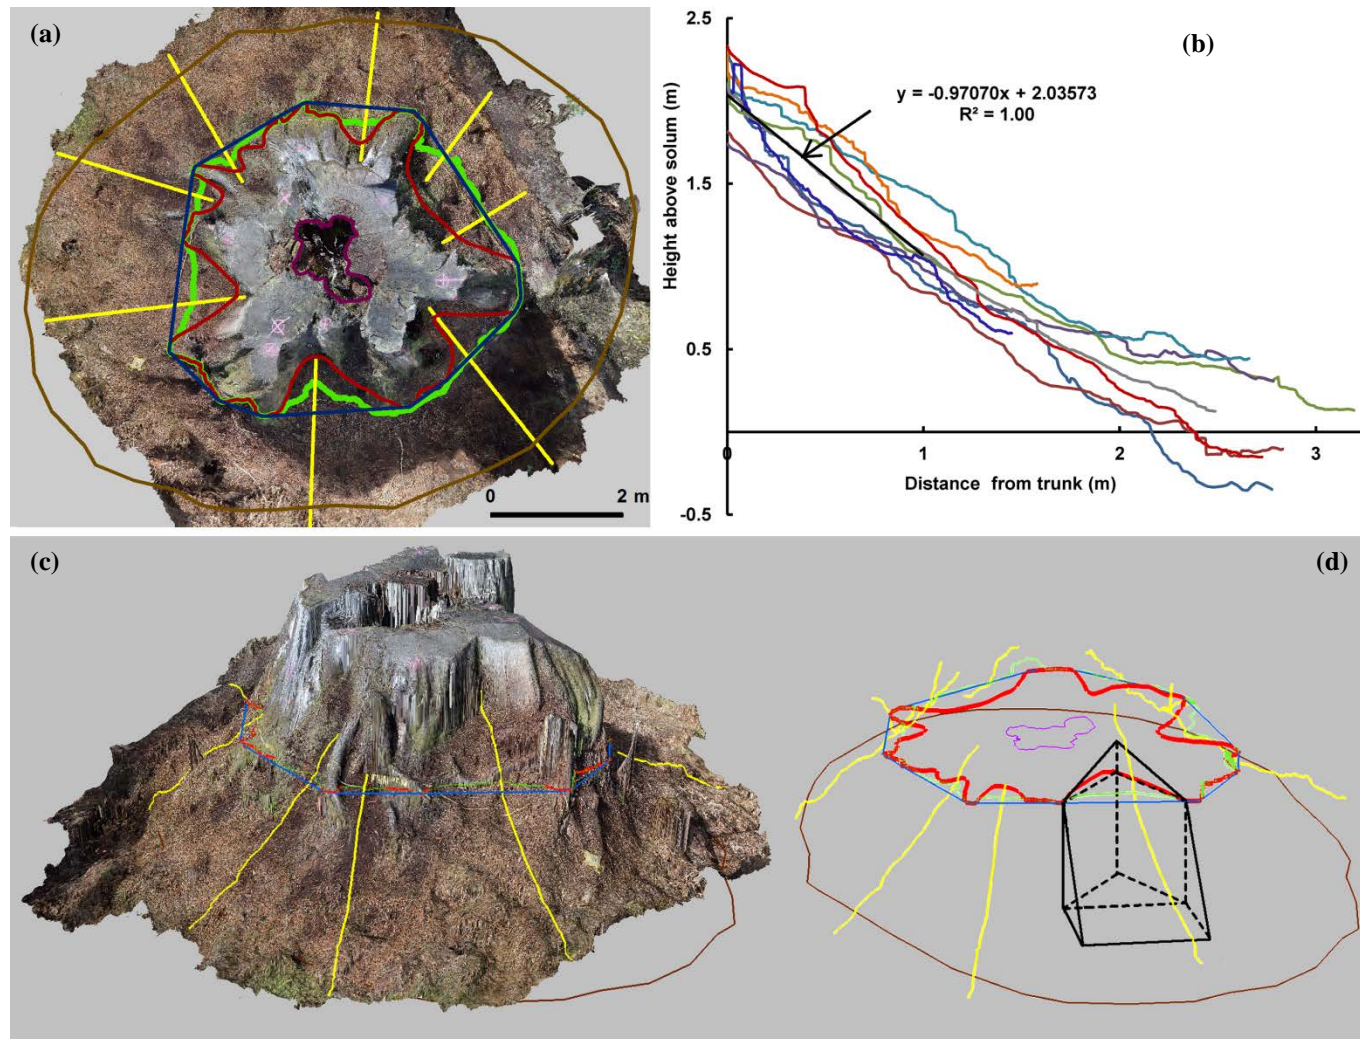 (a)
0 2 m
(b)
2.5
1.5
0.5
-0.5
Height above solum (m)
y = -0.97070x + 2.03573
R² = 1.00
0 1 2 3
Distance from trunk (m)
(c)
(d)